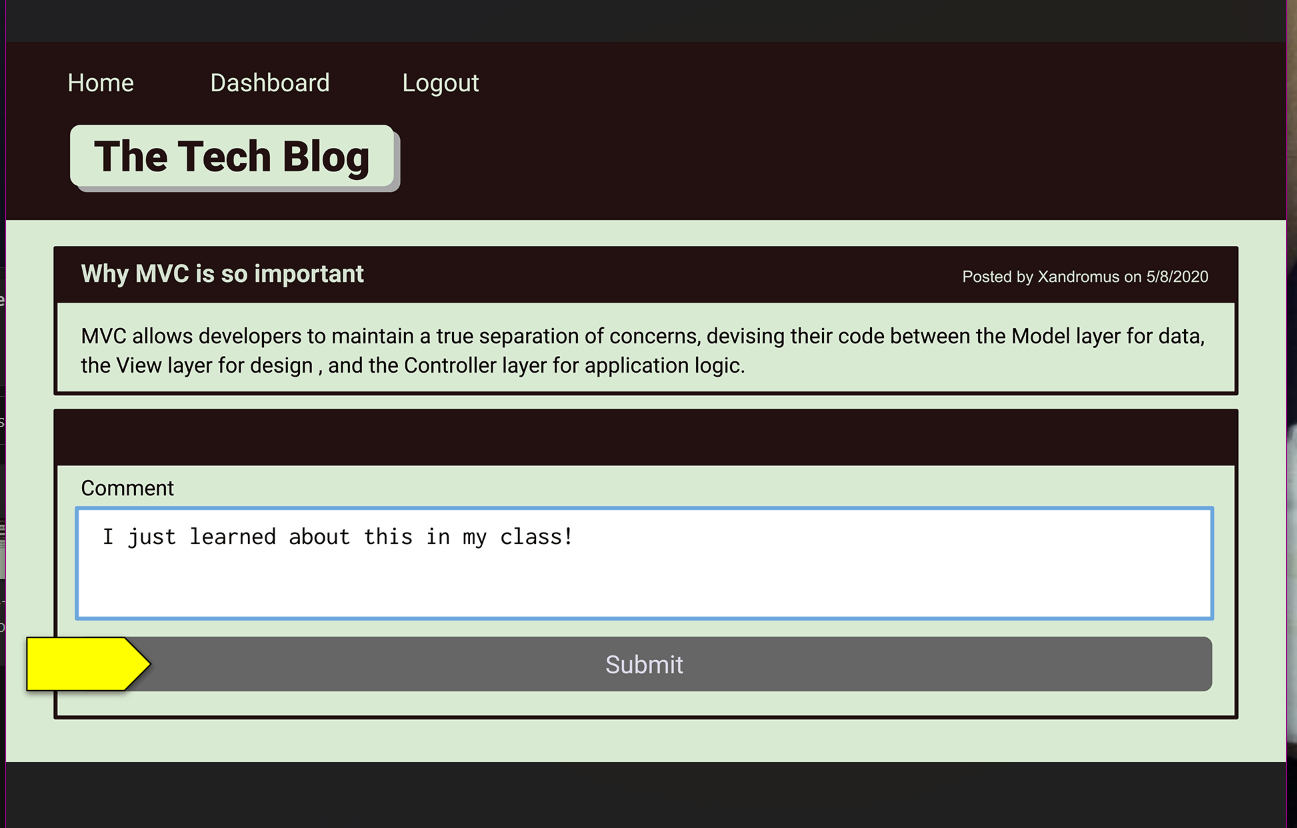 Home Dashboard Logout
The Tech Blog
Why MVC is so important
Posted by Xandromus on 5/8/2020
MVC allows developers to maintain a true separation of concerns, devising their code between the Model layer for data,
the View layer for design , and the Controller layer for application logic.
Comment
I just learned about this in my class!
Submit